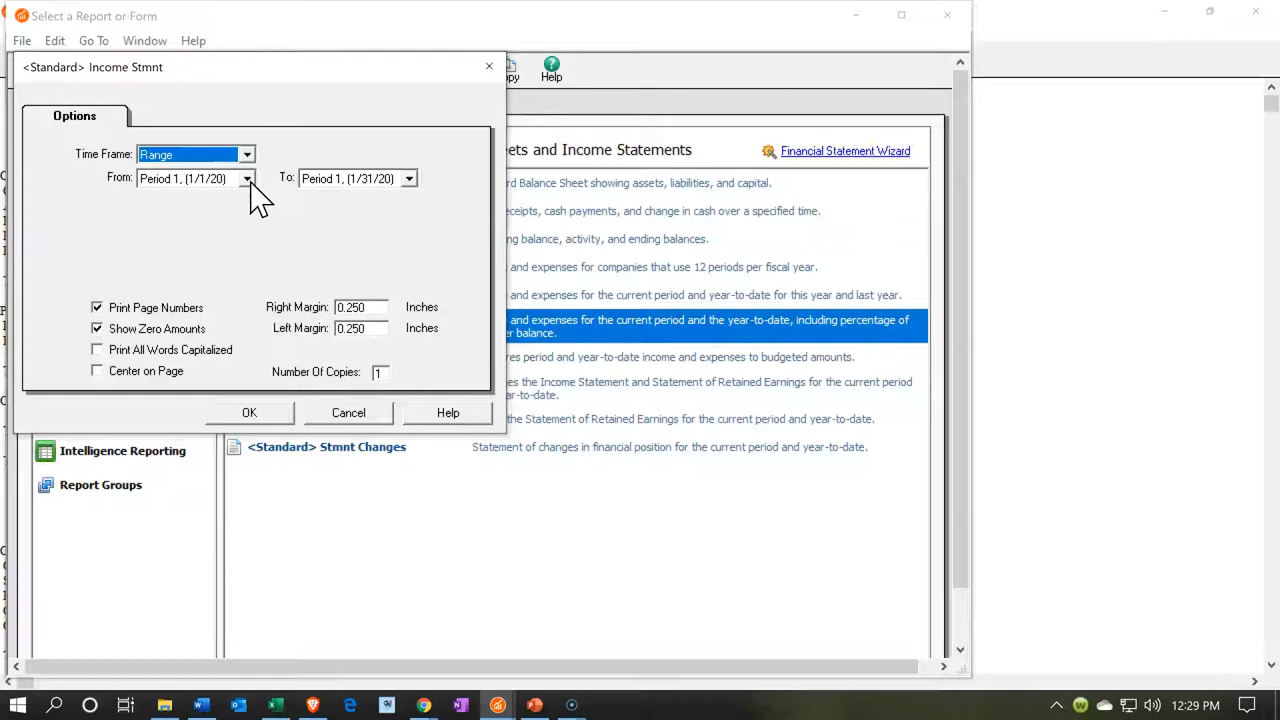 Select a Report or Form
File Edit Go To Window Help
<Standard> Income Stmnt
opy Help
Options
Time Frame: Range
From: Period 1, (1/1/20) To: Period 1, (1/31/20)
Print Page Numbers Right Margin: 0.250 Inches
Show Zero Amounts Left Margin: 0.250 Inches
Print All Words Capitalized
Center on Page Number Of Copies: 1
OK Cancel Help
ets and Income Statements Financial Statement Wizard
rd Balance Sheet showing assets, liabilities, and capital.
receipts, cash payments, and change in cash over a specified time.
ng balance, activity, and ending balances.
and expenses for companies that use 12 periods per fiscal year.
and expenses for the current period and year-to-date for this year and last year.
and expenses for the current period and the year-to-date, including percentage of
er balance.
res period and year-to-date income and expenses to budgeted amounts.
es the Income Statement and Statement of Retained Earnings for the current period
r-to-date.
the Statement of Retained Earnings for the current period and year-to-date.
Intelligence Reporting
<Standard> Stmnt Changes Statement of changes in financial position for the current period and year-to-date.
Report Groups
12:29 PM